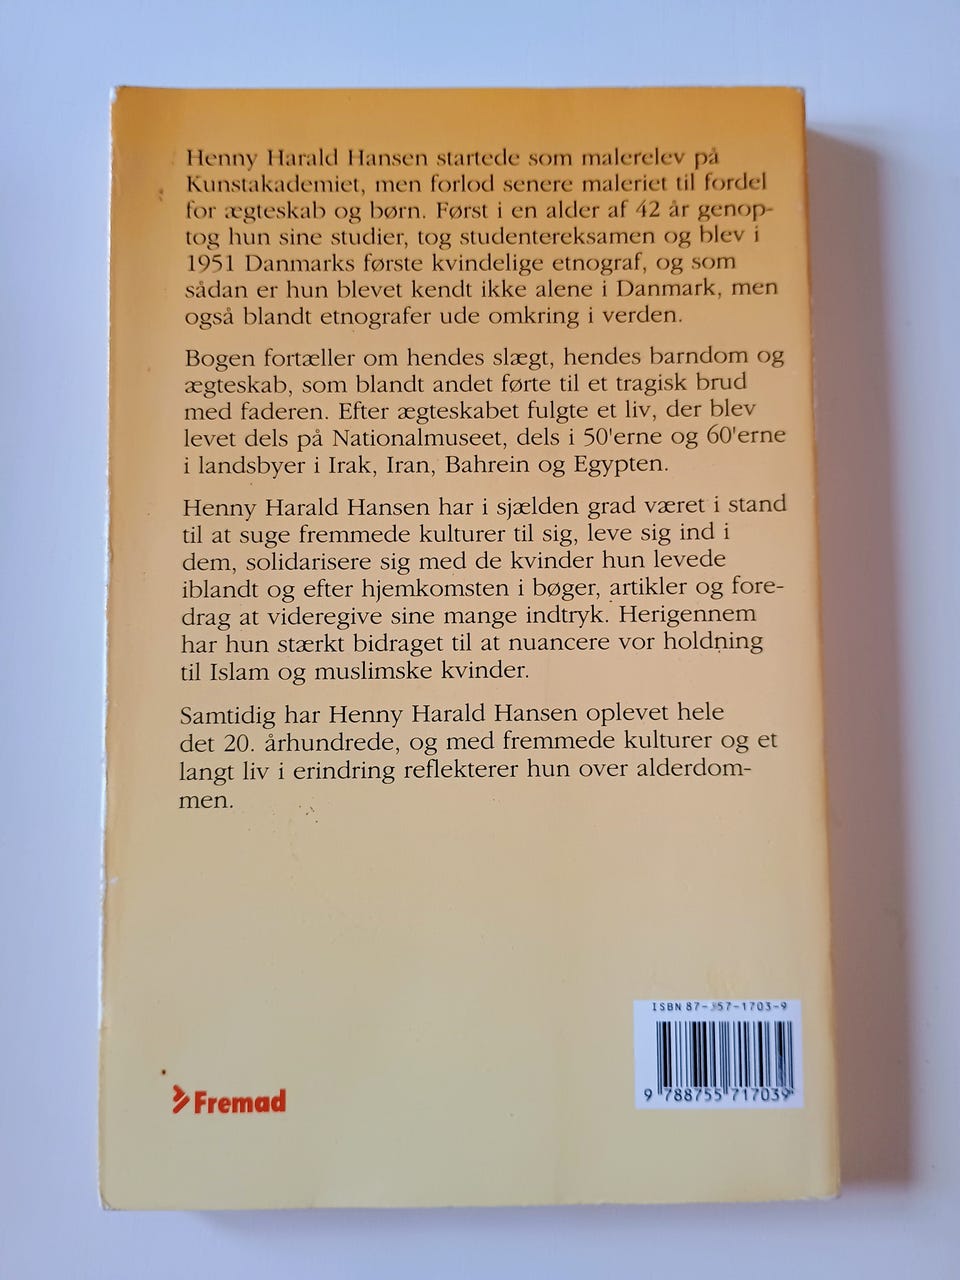 Henny Harald Hansen startede som malerelev på
Kunstakademiet, men forlod senere maleriet til fordel
for ægteskab og børn. Først i en alder af 42 år genop-
tog hun sine studier, tog studentereksamen og blev i
1951 Danmarks første kvindelige etnograf, og som
sådan er hun blevet kendt ikke alene i Danmark, men
også blandt etnografer ude omkring i verden.
Bogen fortæller om hendes slægt, hendes barndom og
ægteskab, som blandt andet førte til et tragisk brud
med faderen. Efter ægteskabet fulgte et liv, der blev
levet dels på Nationalmuseet, dels i 50'erne og 60'erne
i landsbyer i Irak, Iran, Bahrein og Egypten.
Henny Harald Hansen har i sjælden grad været i stand
til at suge fremmede kulturer til sig, leve sig ind i
dem, solidarisere sig med de kvinder hun levede
iblandt og efter hjemkomsten i bøger, artikler og fore-
drag at videregive sine mange indtryk. Herigennem
har hun stærkt bidraget til at nuancere vor holdning
til Islam og muslimske kvinder.
Samtidig har Henny Harald Hansen oplevet hele
det 20. århundrede, og med fremmede kulturer og et
langt liv i erindring reflekterer hun over alderdom-
men.
ISBN 87-557-1703-9
9 788755 717039
Fremad